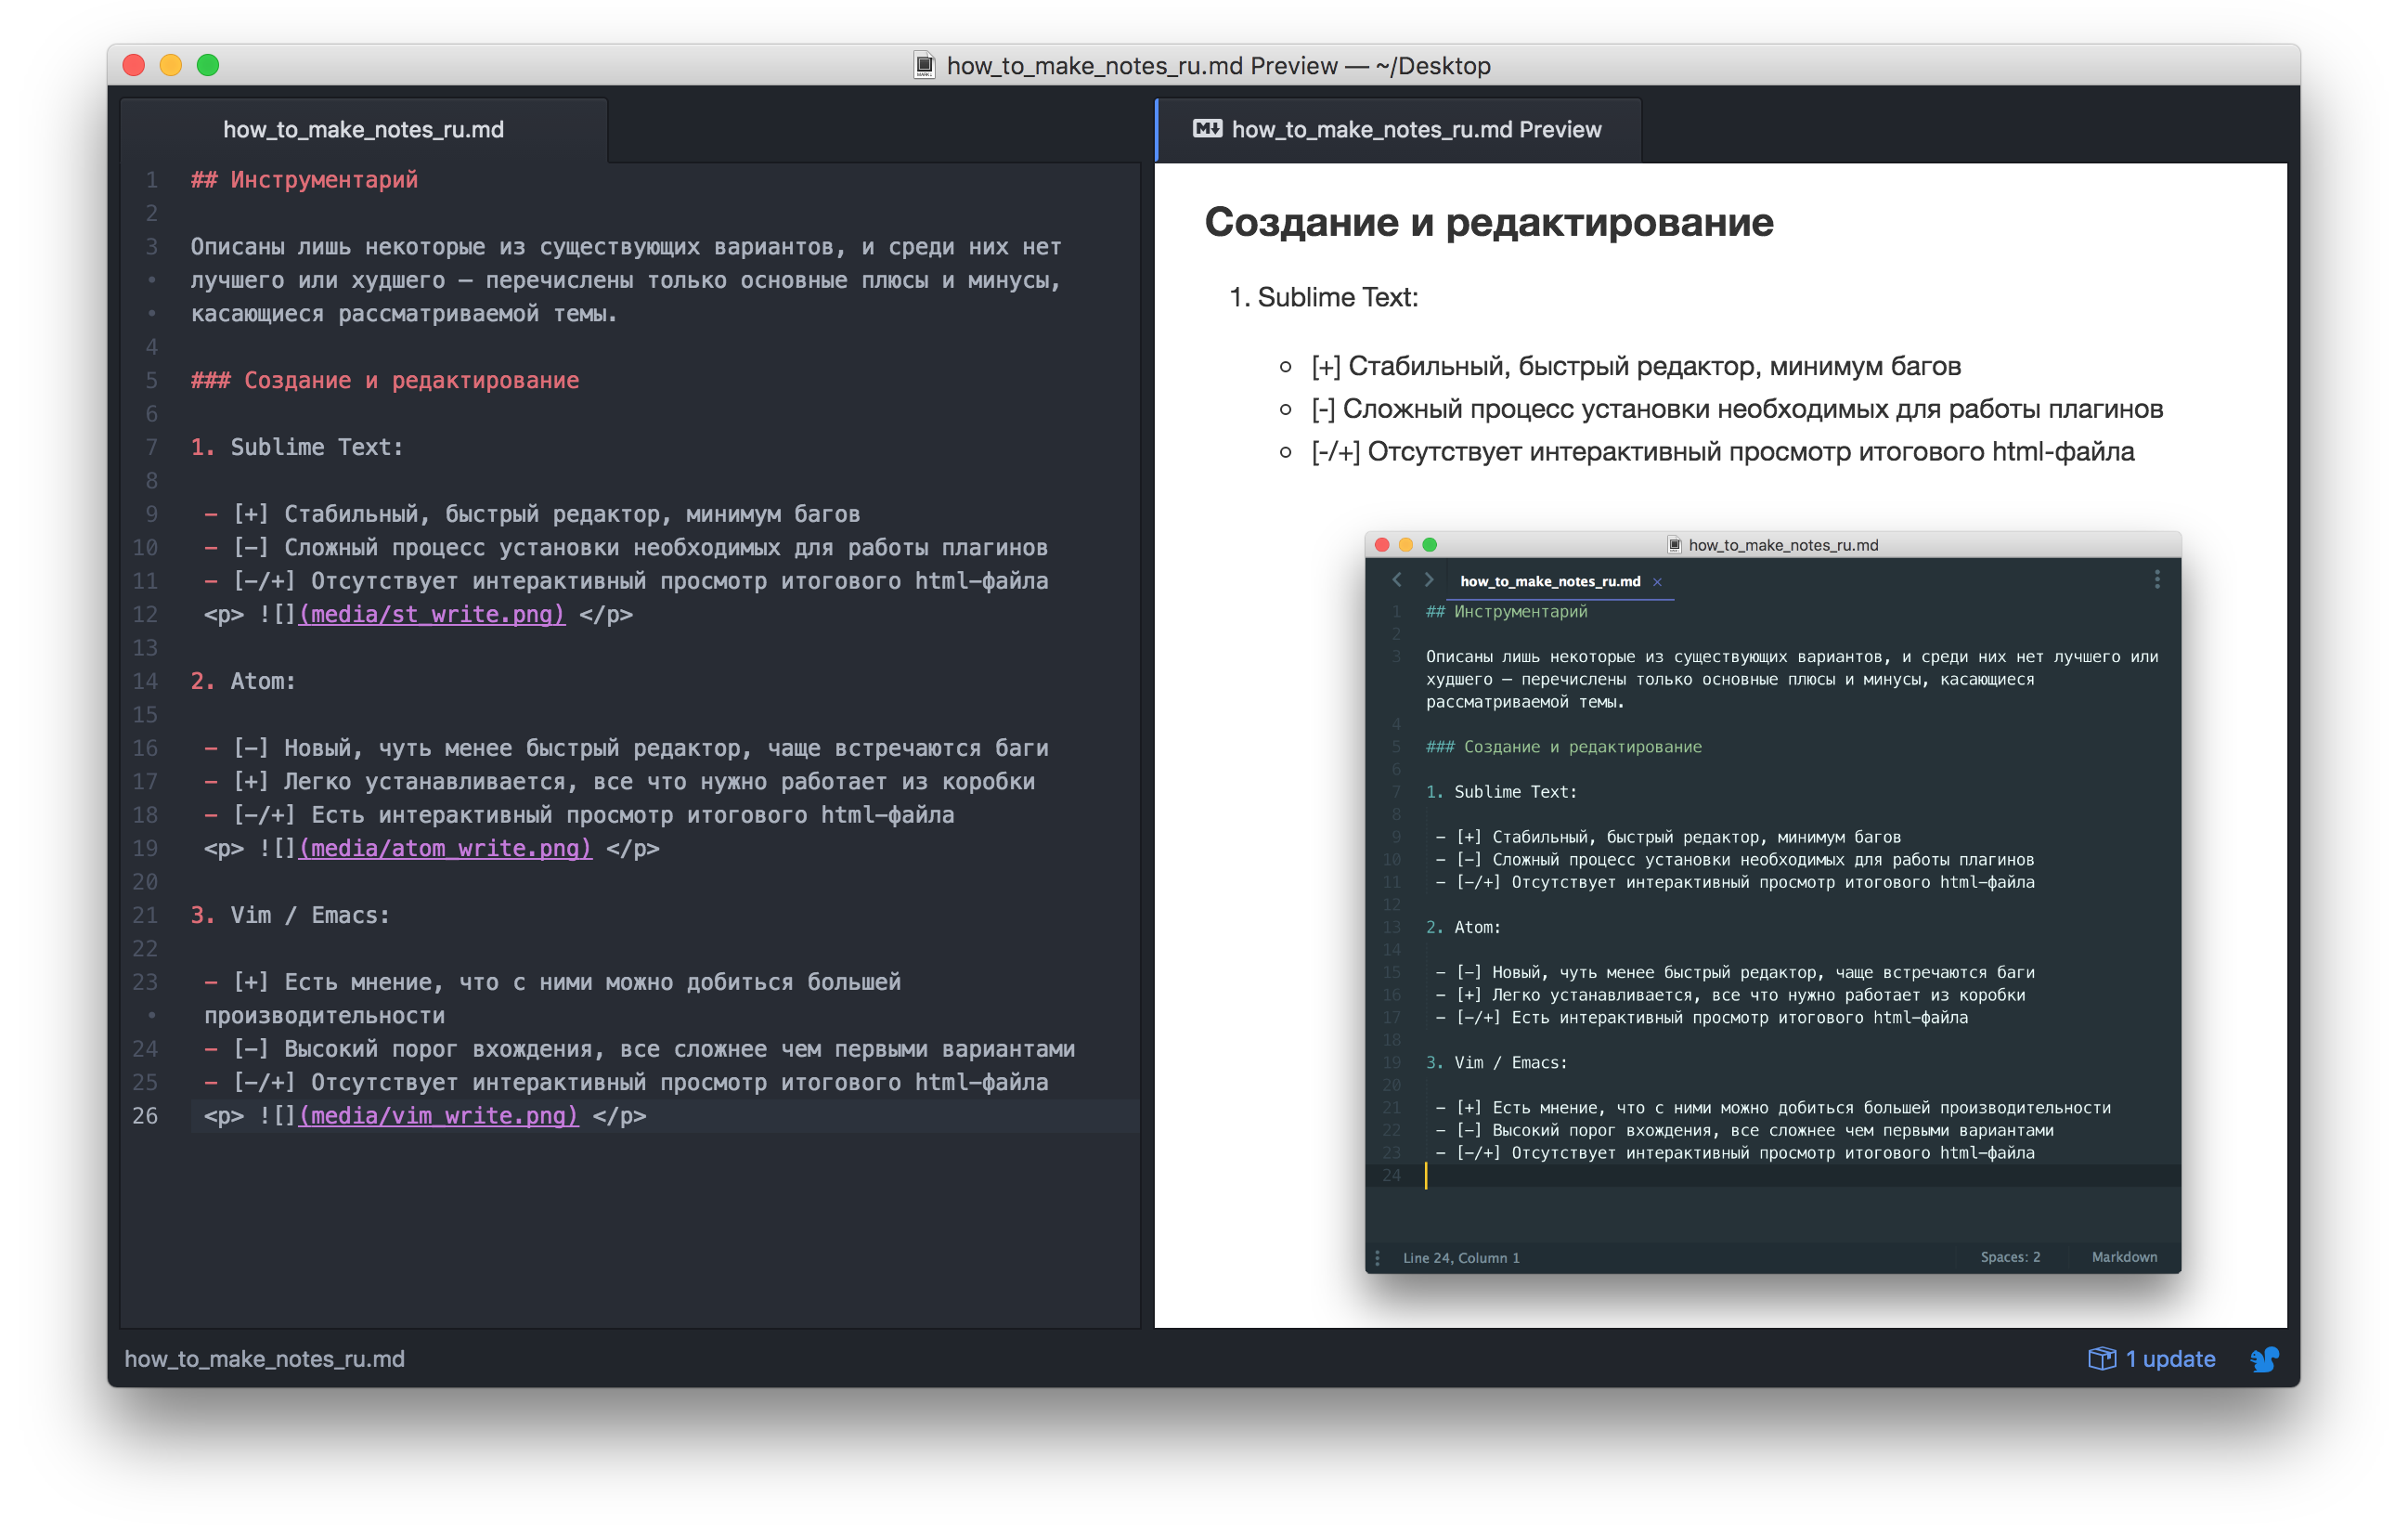 how_to_make_notes_ru.md Preview — ~/Desktop
how_to_make_notes_ru.md
1 ## Инструментарий
2
3 Описаны лишь некоторые из существующих вариантов, и среди них нет
• лучшего или худшего — перечислены только основные плюсы и минусы,
• касающиеся рассматриваемой темы.
4
5 ### Создание и редактирование
6
7 1. Sublime Text:
8
9 - [+] Стабильный, быстрый редактор, минимум багов
10 - [-] Сложный процесс установки необходимых для работы плагинов
11 - [-/+] Отсутствует интерактивный просмотр итогового html-файла
12 <p> ![](media/st_write.png) </p>
13
14 2. Atom:
15
16 - [-] Новый, чуть менее быстрый редактор, чаще встречаются баги
17 - [+] Легко устанавливается, все что нужно работает из коробки
18 - [-/+] Есть интерактивный просмотр итогового html-файла
19 <p> ![](media/atom_write.png) </p>
20
21 3. Vim / Emacs:
22
23 - [+] Есть мнение, что с ними можно добиться большей
• производительности
24 - [-] Высокий порог вхождения, все сложнее чем первыми вариантами
25 - [-/+] Отсутствует интерактивный просмотр итогового html-файла
26 <p> ![](media/vim_write.png) </p>
how_to_make_notes_ru.md Preview
Создание и редактирование
1. Sublime Text:
[+] Стабильный, быстрый редактор, минимум багов
[-] Сложный процесс установки необходимых для работы плагинов
[-/+] Отсутствует интерактивный просмотр итогового html-файла
how_to_make_notes_ru.md
how_to_make_notes_ru.md ×
1 ## Инструментарий
2
3 Описаны лишь некоторые из существующих вариантов, и среди них нет лучшего или
худшего — перечислены только основные плюсы и минусы, касающиеся
рассматриваемой темы.
4
5 ### Создание и редактирование
6
7 1. Sublime Text:
8
9 - [+] Стабильный, быстрый редактор, минимум багов
10 - [-] Сложный процесс установки необходимых для работы плагинов
11 - [-/+] Отсутствует интерактивный просмотр итогового html-файла
12
13 2. Atom:
14
15 - [-] Новый, чуть менее быстрый редактор, чаще встречаются баги
16 - [+] Легко устанавливается, все что нужно работает из коробки
17 - [-/+] Есть интерактивный просмотр итогового html-файла
18
19 3. Vim / Emacs:
20
21 - [+] Есть мнение, что с ними можно добиться большей производительности
22 - [-] Высокий порог вхождения, все сложнее чем первыми вариантами
23 - [-/+] Отсутствует интерактивный просмотр итогового html-файла
24
Line 24, Column 1 Spaces: 2 Markdown
how_to_make_notes_ru.md 1 update